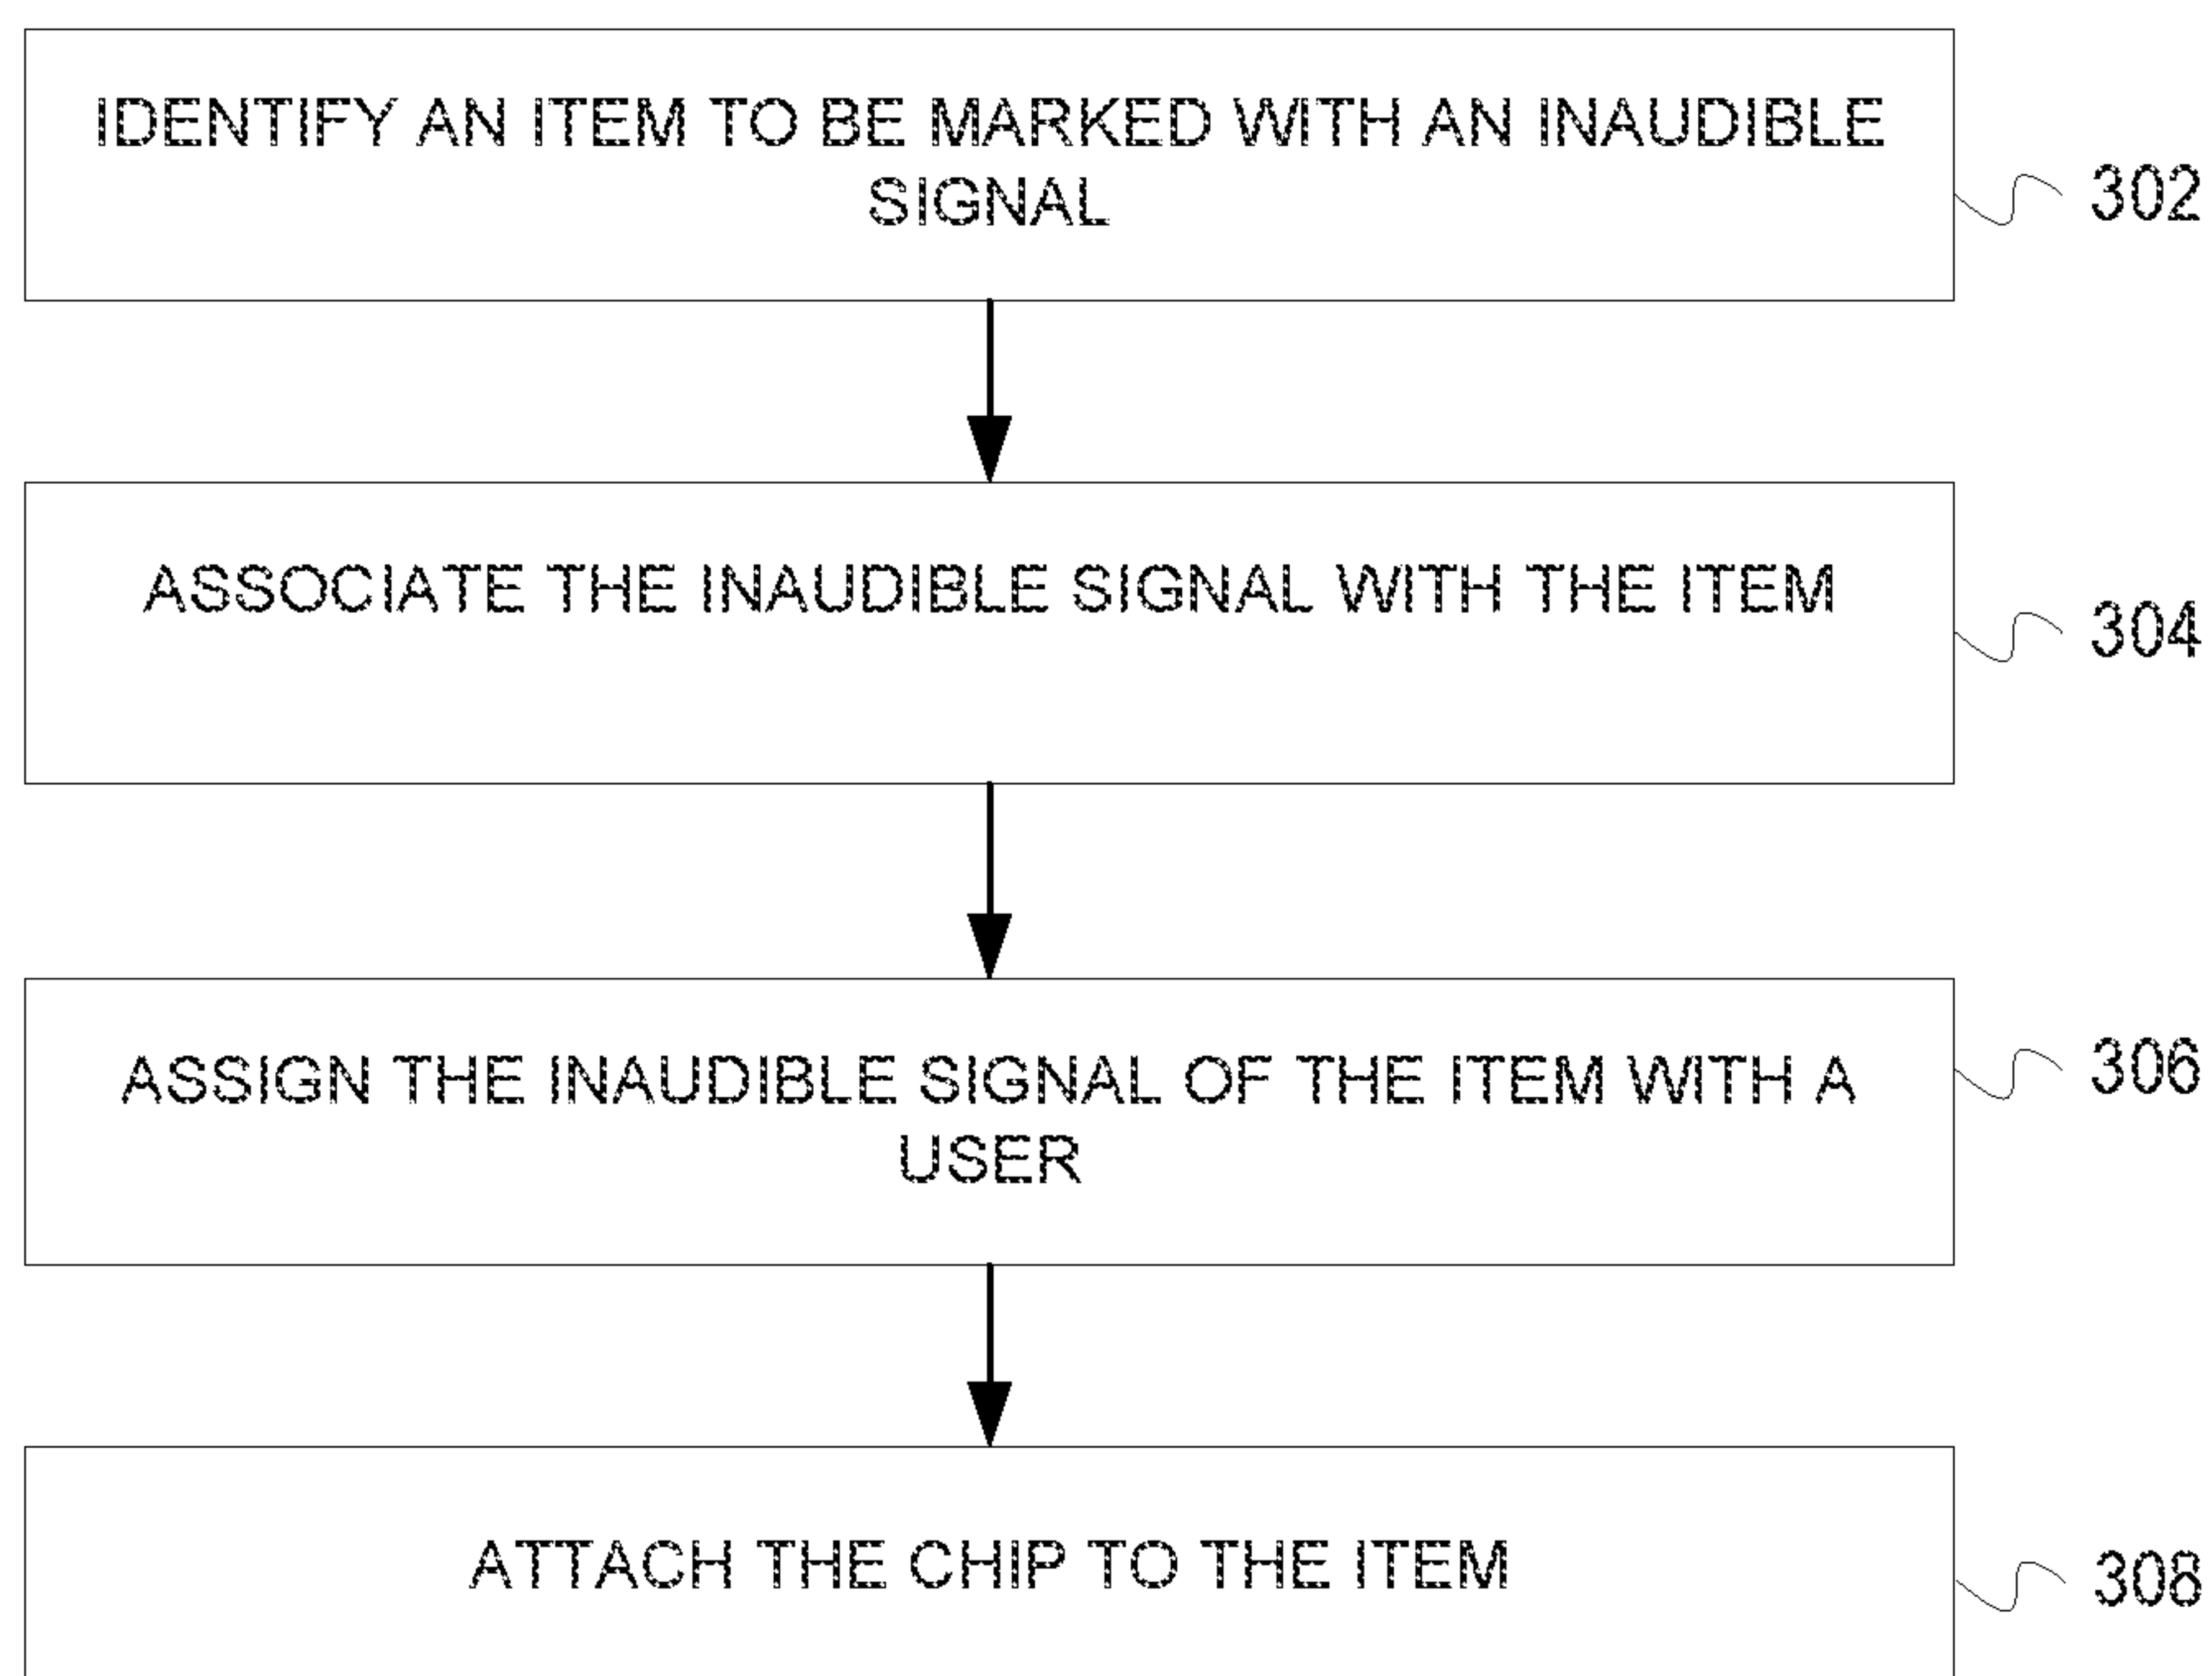 IDENTIFY AN ITEM TO BE MARKED WITH AN INAUDIBLE
SIGNAL
302
ASSOCIATE THE INAUDIBLE SIGNAL WITH THE ITEM
304
ASSIGN THE INAUDIBLE SIGNAL OF THE ITEM WITH A
USER
306
ATTACH THE CHIP TO THE ITEM
308